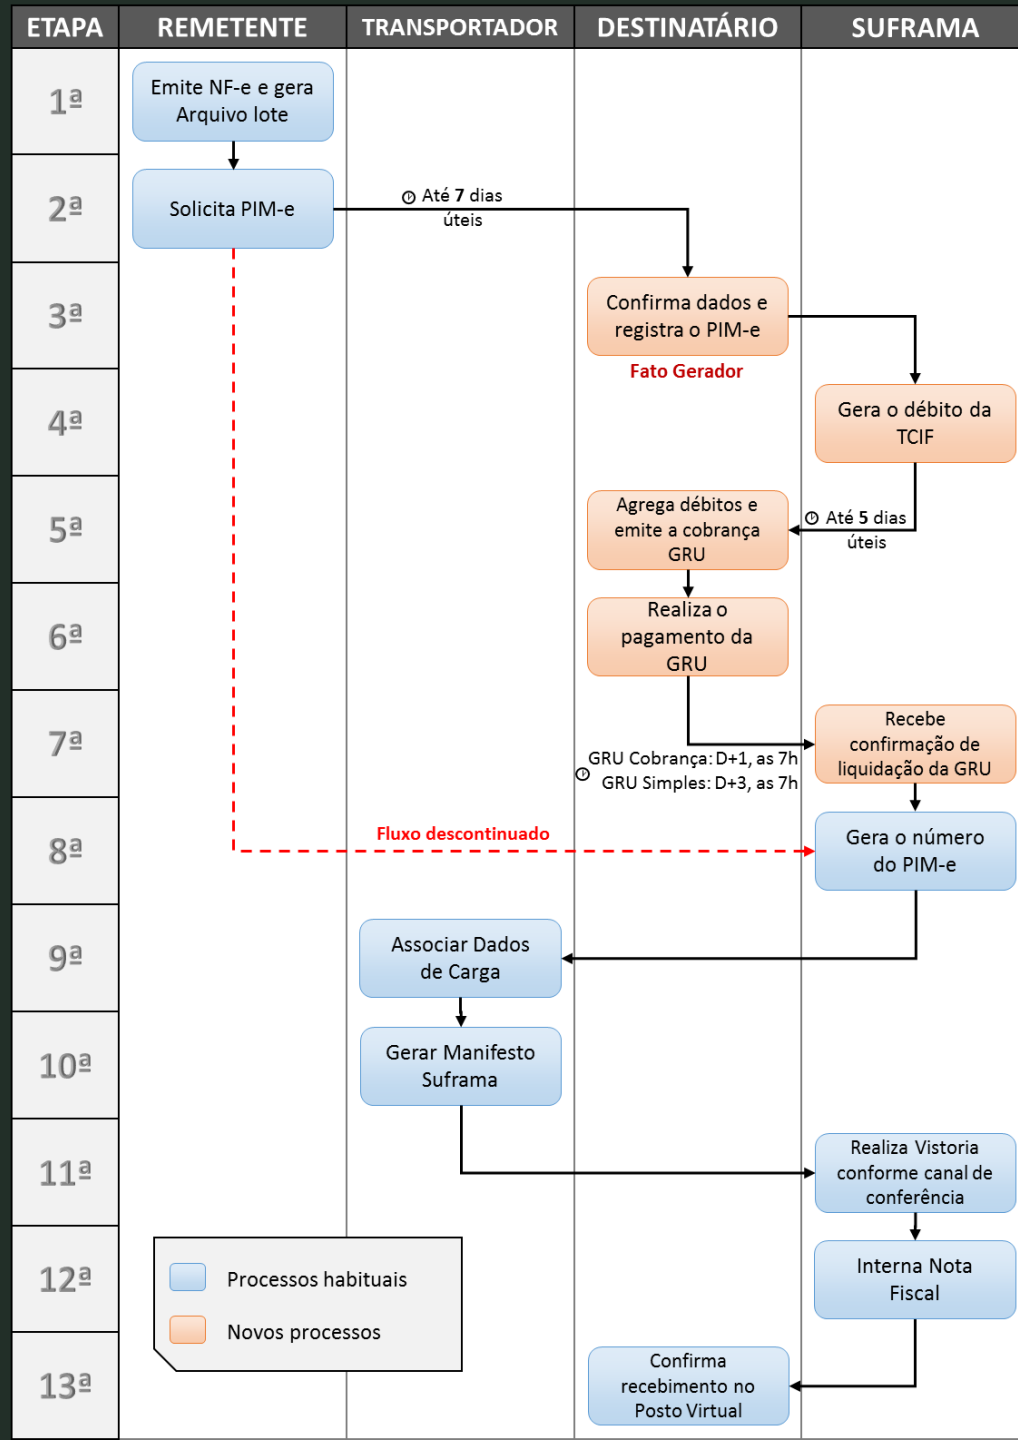 ETAPA
REMETENTE
TRANSPORTADOR
DESTINATÁRIO
SUFRAMA
1ª
Emite NF-e e gera
Arquivo lote
2ª
Solicita PIM-e
Até 7 dias
úteis
3ª
Confirma dados e
registra o PIM-e
Fato Gerador
4ª
Gera o débito da
TCIF
5ª
Agrega débitos e
emite a cobrança
GRU
Até 5 dias
úteis
6ª
Realiza o
pagamento da
GRU
7ª
GRU Cobrança: D+1, as 7h
GRU Simples: D+3, as 7h
Recebe
confirmação de
liquidação da GRU
8ª
Fluxo descontinuado
Gera o número
do PIM-e
9ª
Associar Dados
de Carga
10ª
Gerar Manifesto
Suframa
11ª
Realiza Vistoria
conforme canal de
conferência
12ª
Interna Nota
Fiscal
Processos habituais
Novos processos
13ª
Confirma
recebimento no
Posto Virtual